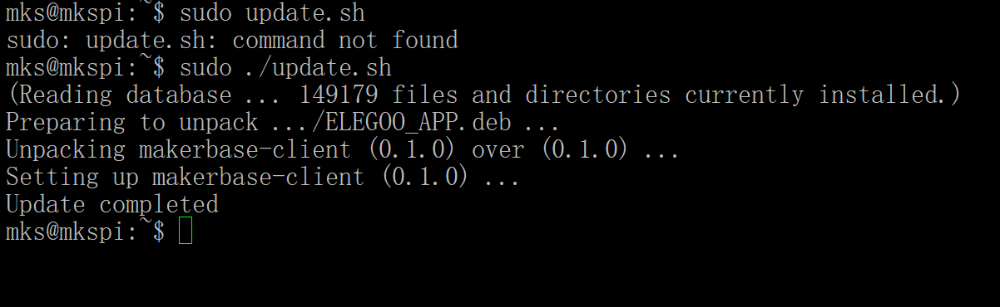 mks@mkspi:~$ sudo update.sh
sudo: update.sh: command not found
mks@mkspi:~$ sudo ./update.sh
(Reading database ... 149179 files and directories currently installed.)
Preparing to unpack .../ELEGOO_APP.deb ...
Unpacking makerbase-client (0.1.0) over (0.1.0) ...
Setting up makerbase-client (0.1.0) ...
Update completed
mks@mkspi:~$